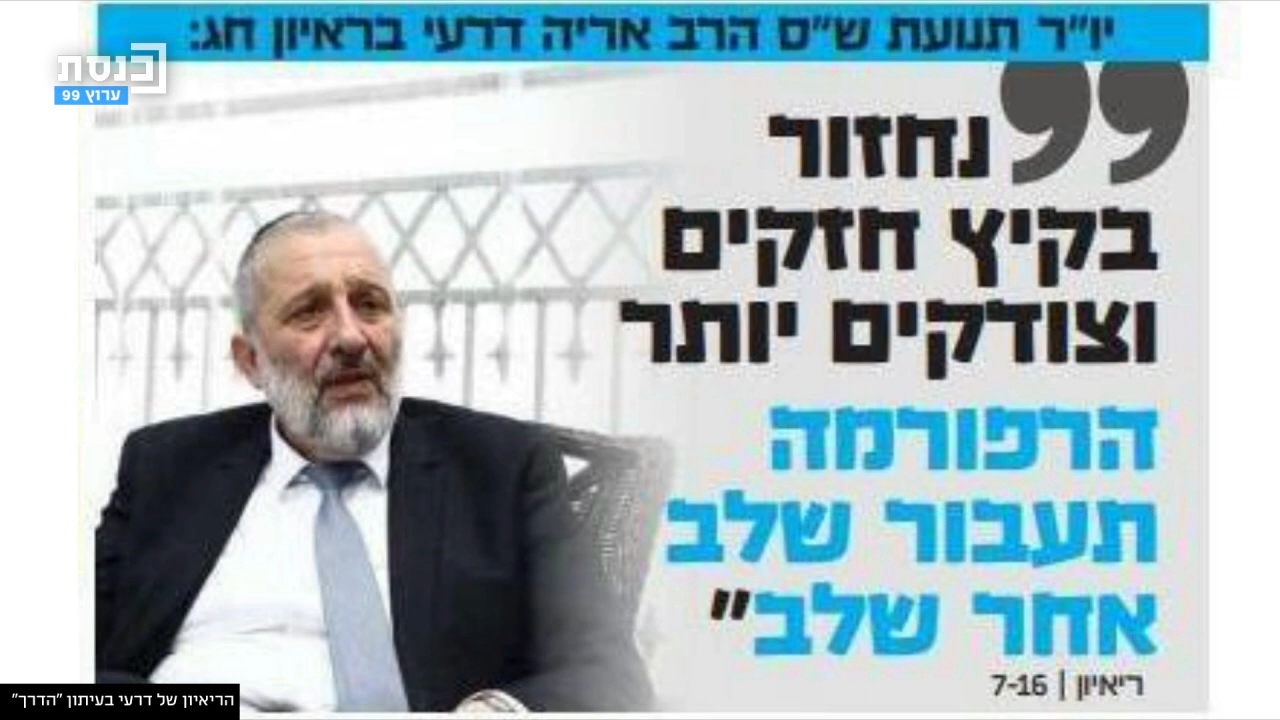 יו"ר תנועת ש"ס הרב אריה דרעי בראיון חג:
כנסת
ערוץ 99
"נחזור
בקיץ חזקים
וצודקים יותר
הרפורמה
תעבור שלב
אחר שלב"
ריאיון | 7-16
הריאיון של דרעי בעיתון "הדרך"